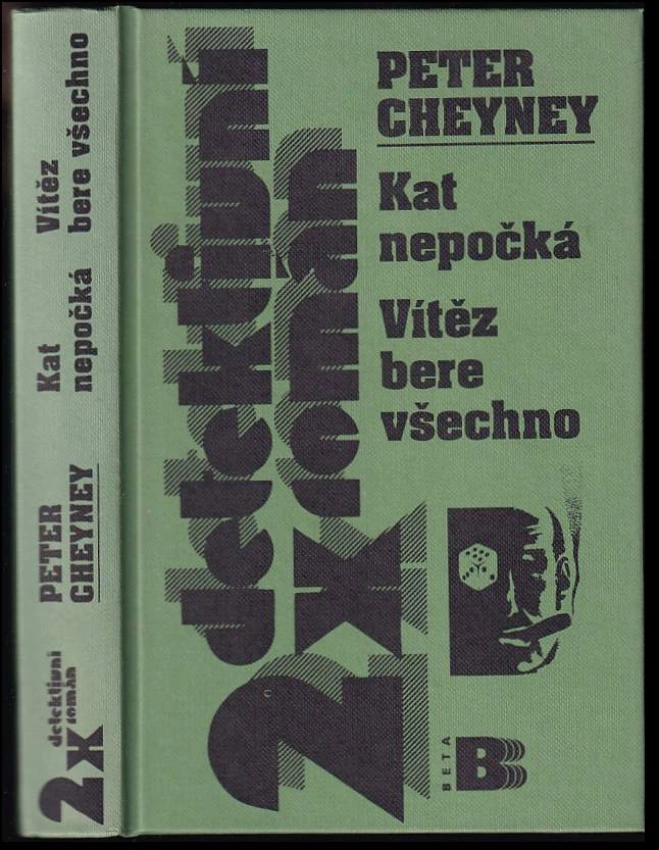 PETER
CHEYNEY
Kat
nepočká
Vítěz
bere
všechno
2x
detektivní
román
BETA
B
2x
detektivní
román
PETER
CHEYNEY
Kat
nepočká
Vítěz
bere všechno